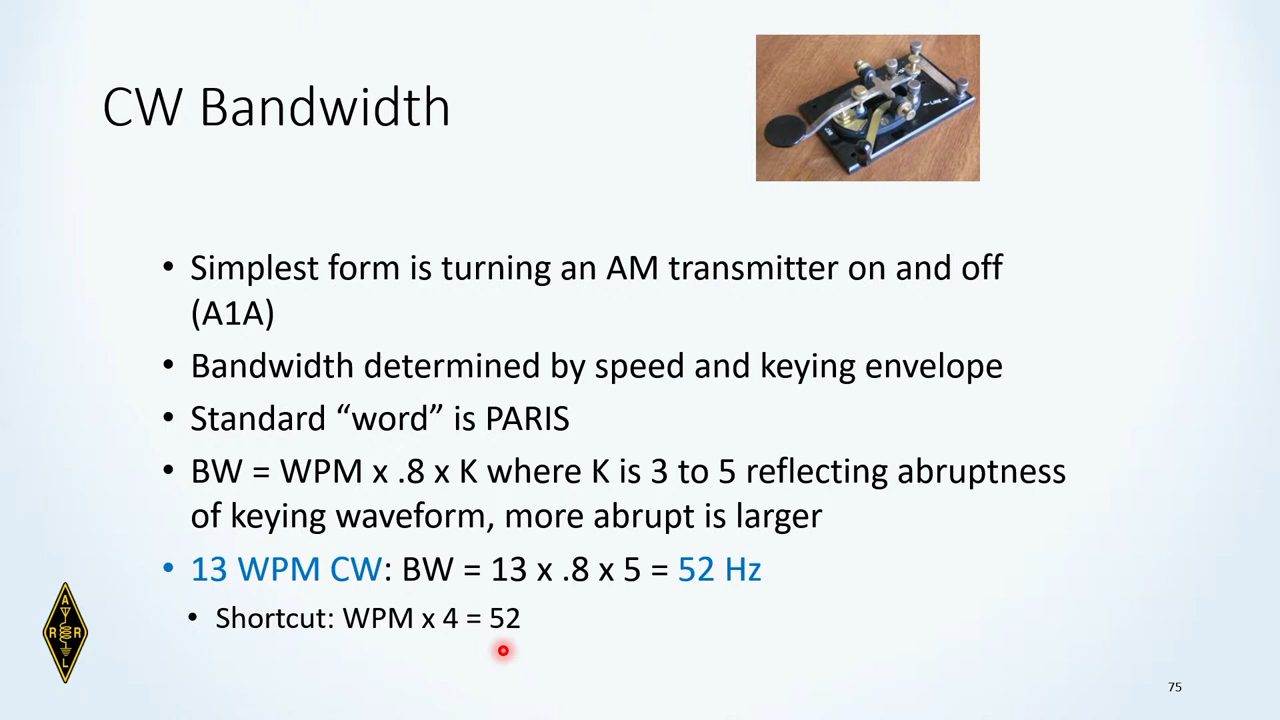 CW Bandwidth
• Simplest form is turning an AM transmitter on and off
(A1A)
• Bandwidth determined by speed and keying envelope
• Standard “word” is PARIS
• BW = WPM x .8 x K where K is 3 to 5 reflecting abruptness
of keying waveform, more abrupt is larger
• 13 WPM CW: BW = 13 x .8 x 5 = 52 Hz
• Shortcut: WPM x 4 = 52
A
R R
L
75